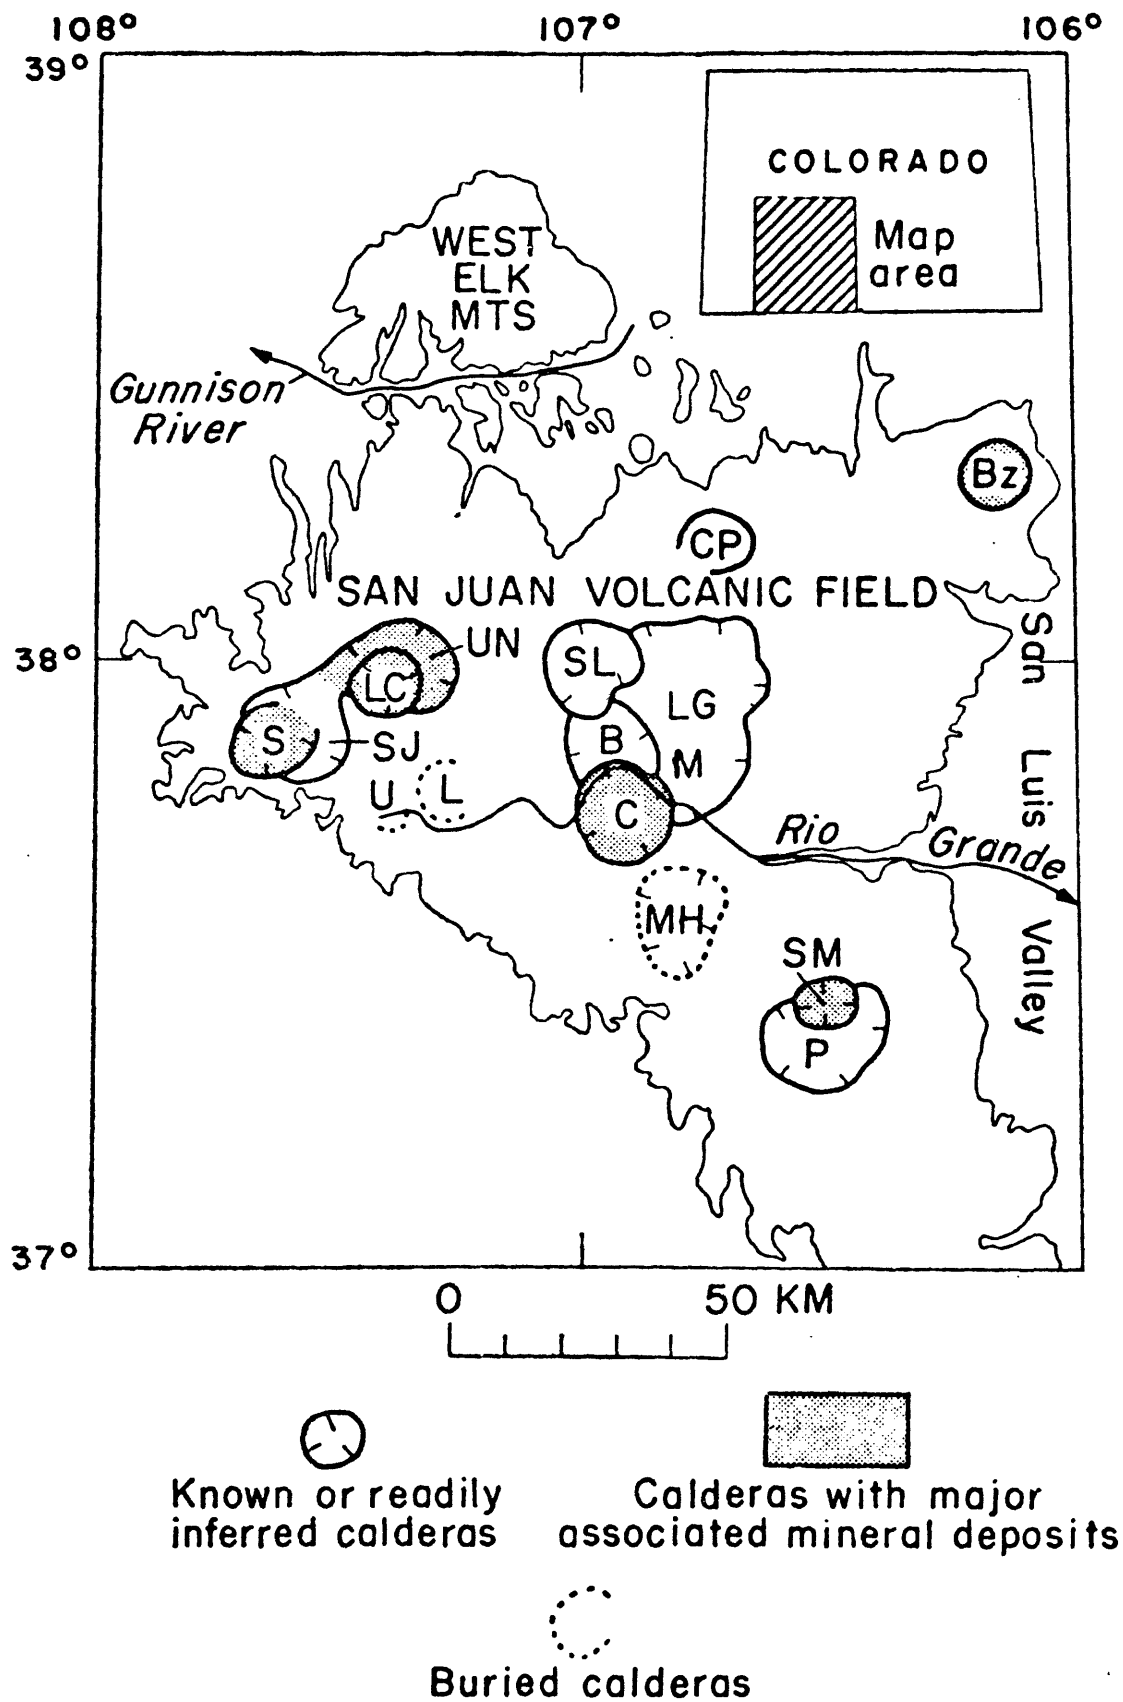 108°
107°
106°
39°
COLORADO
Map
area
WEST
ELK
MTS
Gunnison
River
Bz
CP
SAN JUAN VOLCANIC FIELD
38°
UN
SL
LC
LG
S
SJ
B
M
U
L
C
Rio
Grande
San Luis Valley
MH
SM
P
37°
0
50 KM
Known or readily
inferred calderas
Calderas with major
associated mineral deposits
Buried calderas